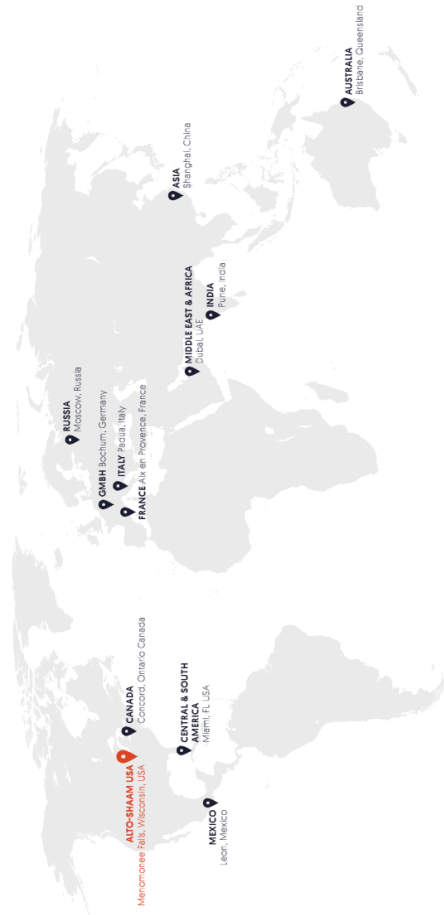 ALTO-SHAAM USA
Menomonee Falls, Wisconsin, USA
CANADA
Concord, Ontario Canada
CENTRAL & SOUTH
AMERICA
Miami, FL USA
MEXICO
Leon, Mexico
RUSSIA
Moscow, Russia
GMBH Bochum, Germany
ITALY Padua, Italy
FRANCE Aix en Provence, France
MIDDLE EAST & AFRICA
Dubai, UAE
INDIA
Pune, India
ASIA
Shanghai, China
AUSTRALIA
Brisbane, Queensland